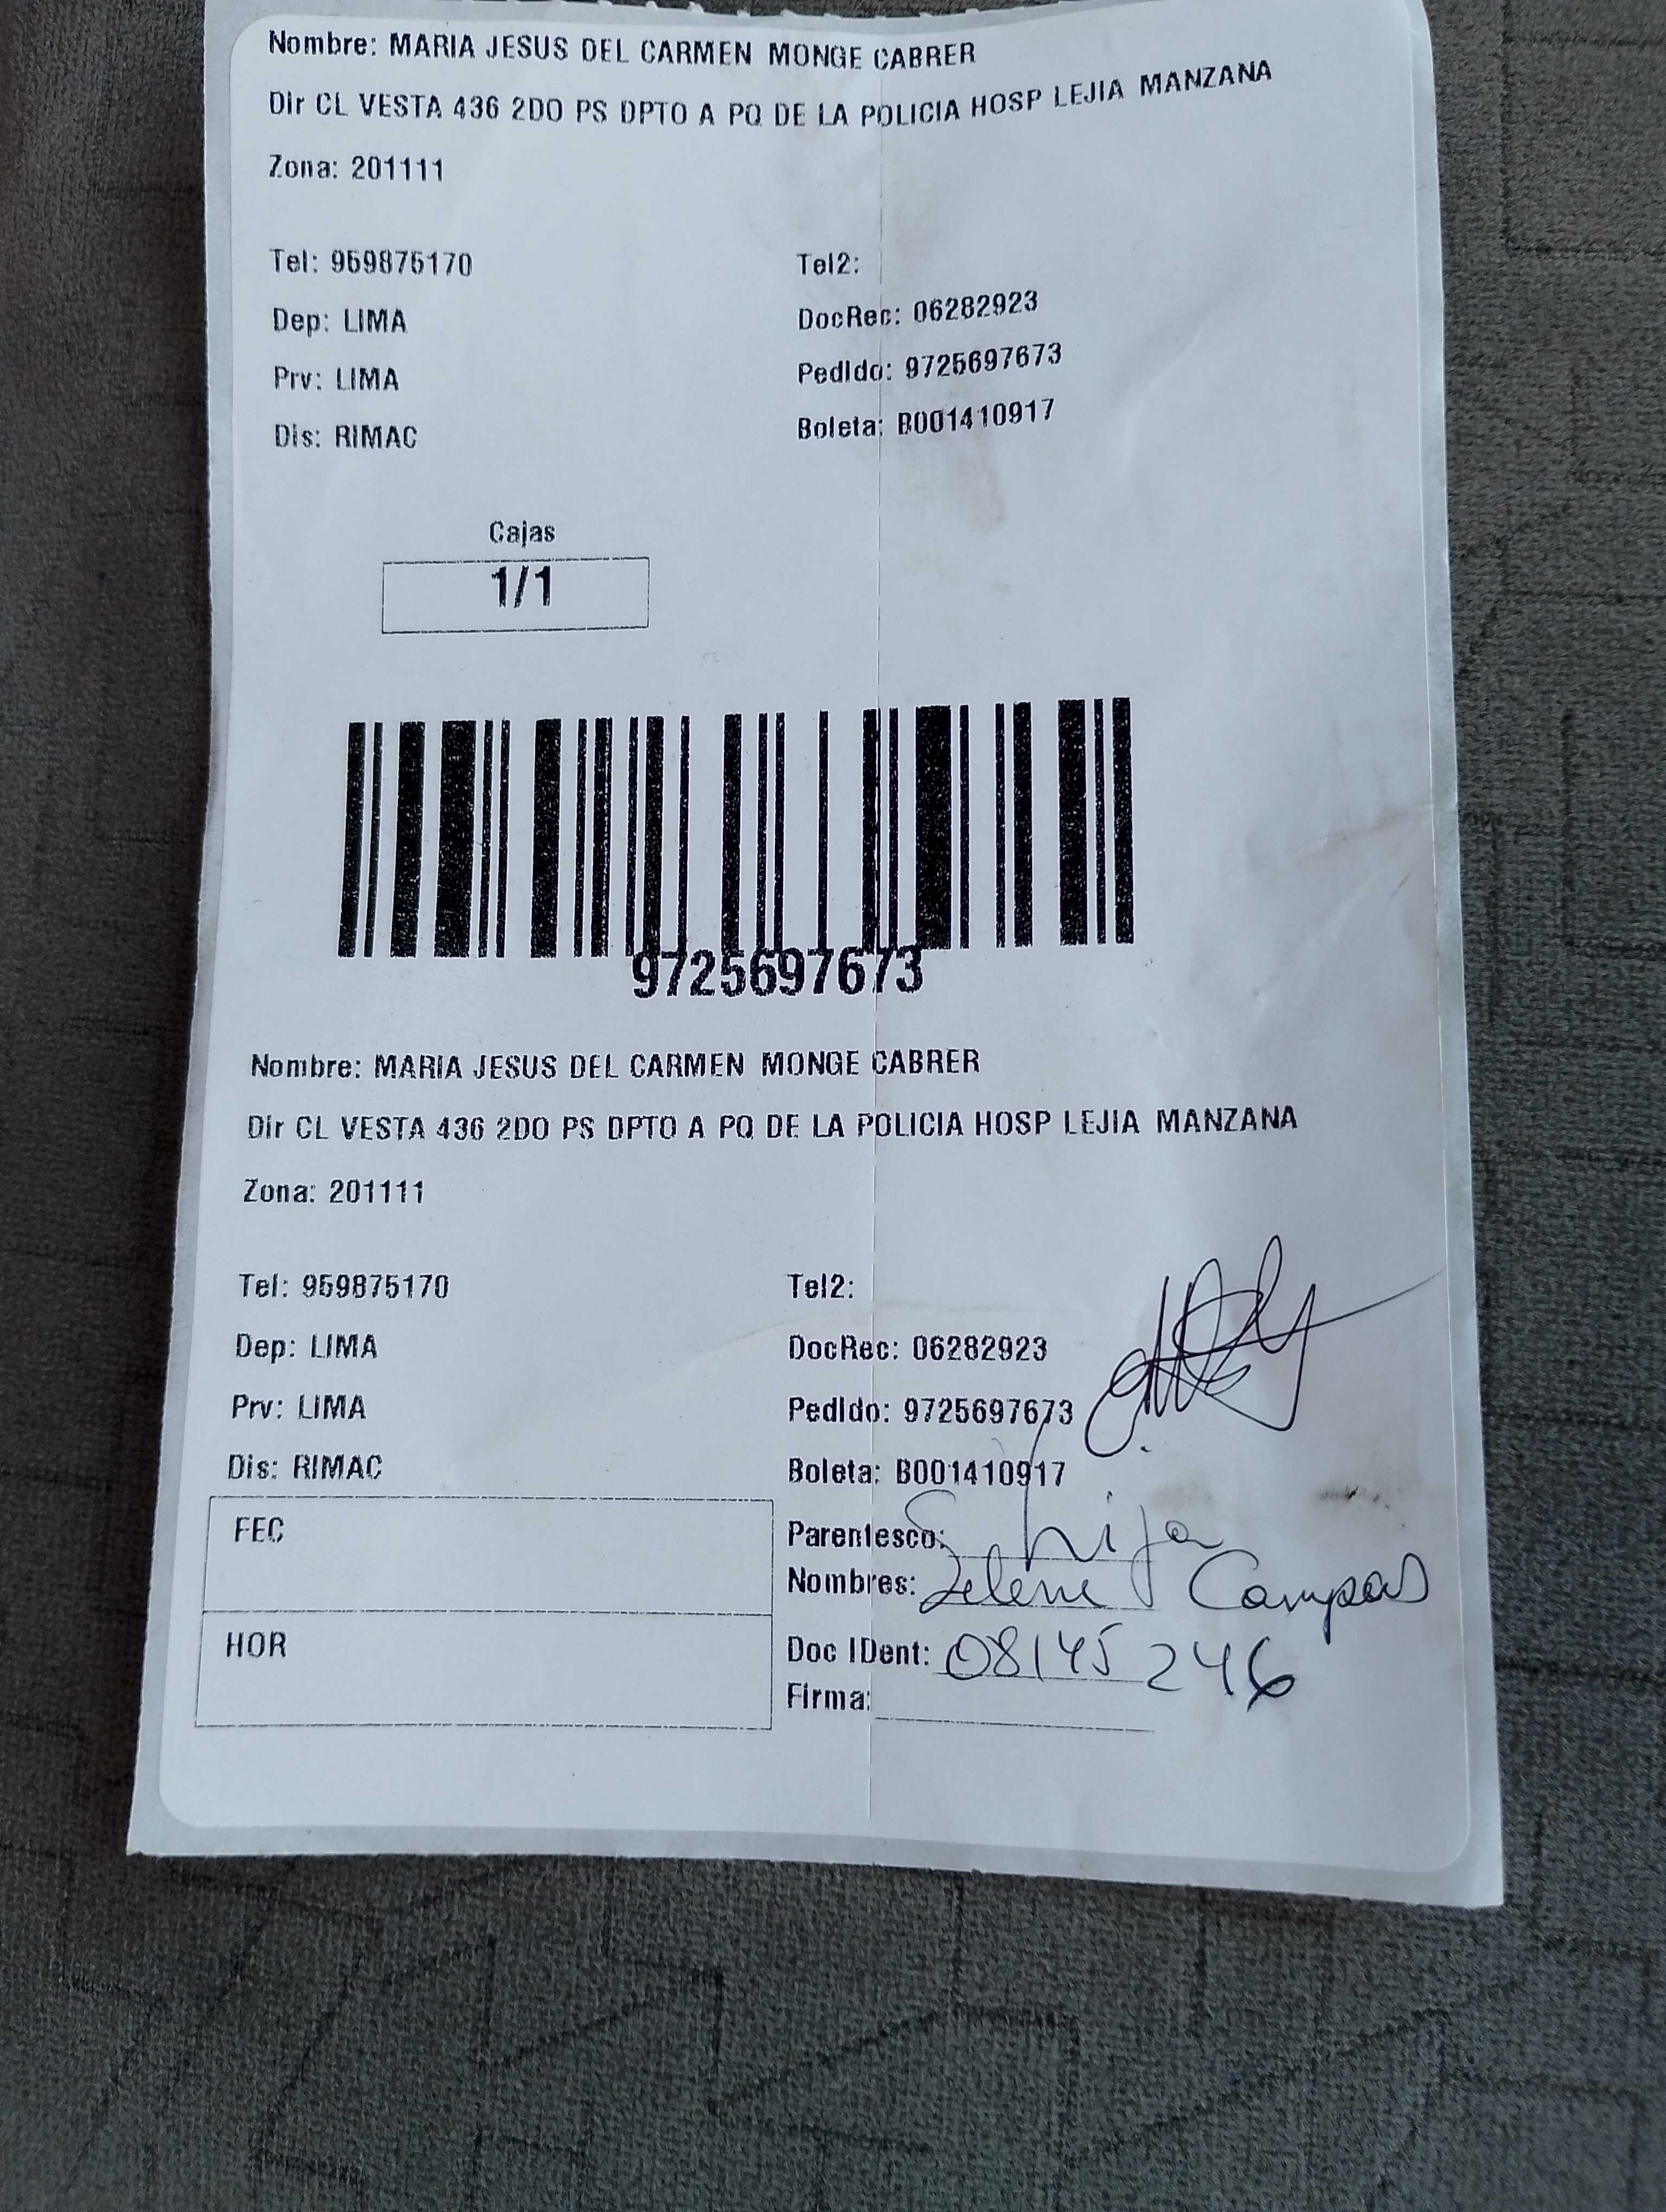 Nombre: MARIA JESUS DEL CARMEN MONGE CABRER
Dir CL VESTA 436 2DO PS DPTO A PQ DE LA POLICIA HOSP LEJIA MANZANA
Zona: 201111
Tel: 959875170 Tel2:
Dep: LIMA DocRec: 06282923
Prv: LIMA Pedido: 9725697673
Dis: RIMAC Boleta: B001410917
Cajas
1/1
9725697673
Nombre: MARIA JESUS DEL CARMEN MONGE CABRER
Dir CL VESTA 436 2DO PS DPTO A PQ DE LA POLICIA HOSP LEJIA MANZANA
Zona: 201111
Tel: 959875170 Tel2:
Dep: LIMA DocRec: 06282923
Prv: LIMA Pedido: 9725697673
Dis: RIMAC Boleta: B001410917
FEC
Parentesco: hija
Nombres: Selene Campos
HOR
Doc IDent: 08145246
Firma: